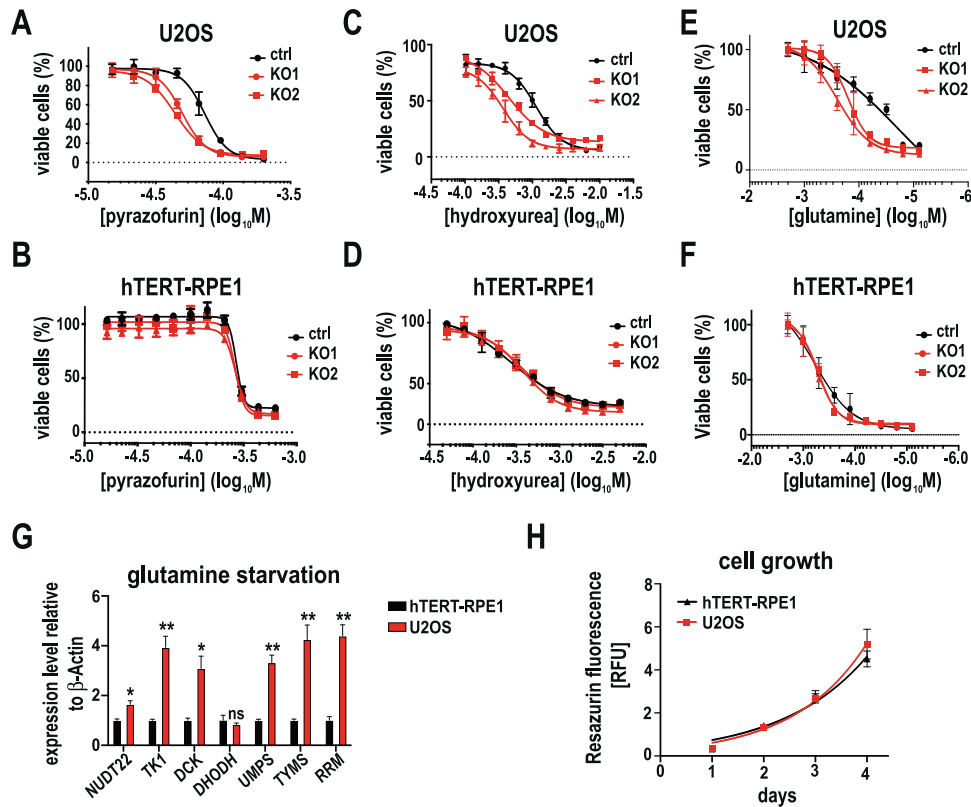 A
U2OS
viable cells (%)
100
80
60
40
20
0
-5.0
-4.5
-4.0
-3.5
[pyrazofurin] (log10M)
ctrl
KO1
KO2
C
U2OS
viable cells (%)
100
50
0
-4.5
-4.0
-3.5
-3.0
-2.5
-2.0
-1.5
[hydroxyurea] (log10M)
ctrl
KO1
KO2
E
U2OS
viable cells (%)
100
50
0
-2
-3
-4
-5
-6
[glutamine] (log10M)
ctrl
KO1
KO2
B
hTERT-RPE1
viable cells (%)
100
50
0
-5.0
-4.5
-4.0
-3.5
-3.0
[pyrazofurin] (log10M)
ctrl
KO1
KO2
D
hTERT-RPE1
viable cells (%)
100
50
0
-4.5
-4.0
-3.5
-3.0
-2.5
-2.0
[hydroxyurea] (log10M)
ctrl
KO1
KO2
F
hTERT-RPE1
Viable cells (%)
100
50
0
-2.0
-3.0
-4.0
-5.0
-6.0
[glutamine] (log10M)
ctrl
KO1
KO2
G
glutamine starvation
expression level relative
to β-Actin
6
4
2
0
*
**
*
ns
**
**
**
NUDT22
TK1
DCK
DHODH
UMPS
TYMS
RRM
hTERT-RPE1
U2OS
H
cell growth
Resazurin fluorescence
[RFU]
8
6
4
2
0
1
2
3
4
days
hTERT-RPE1
U2OS